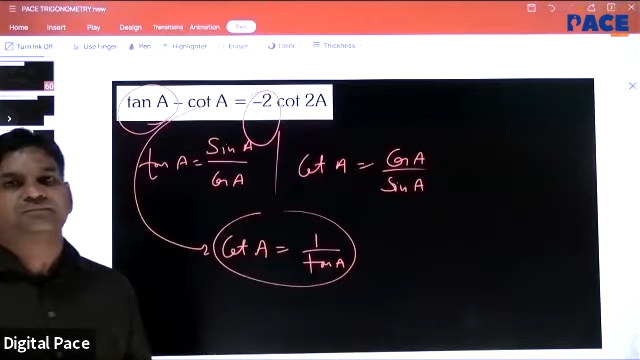 PACE TRIGONOMETRY new
Home Insert Play Design Transitions Animation Pen
Turn Ink Off Use Finger Pen Highlighter Eraser Color Thickness
PACE
60
tan A – cot A = –2 cot 2A
tan A = Sin A / Cos A
Cot A = Cos A / Sin A
Cot A = 1 / tan A
Digital Pace